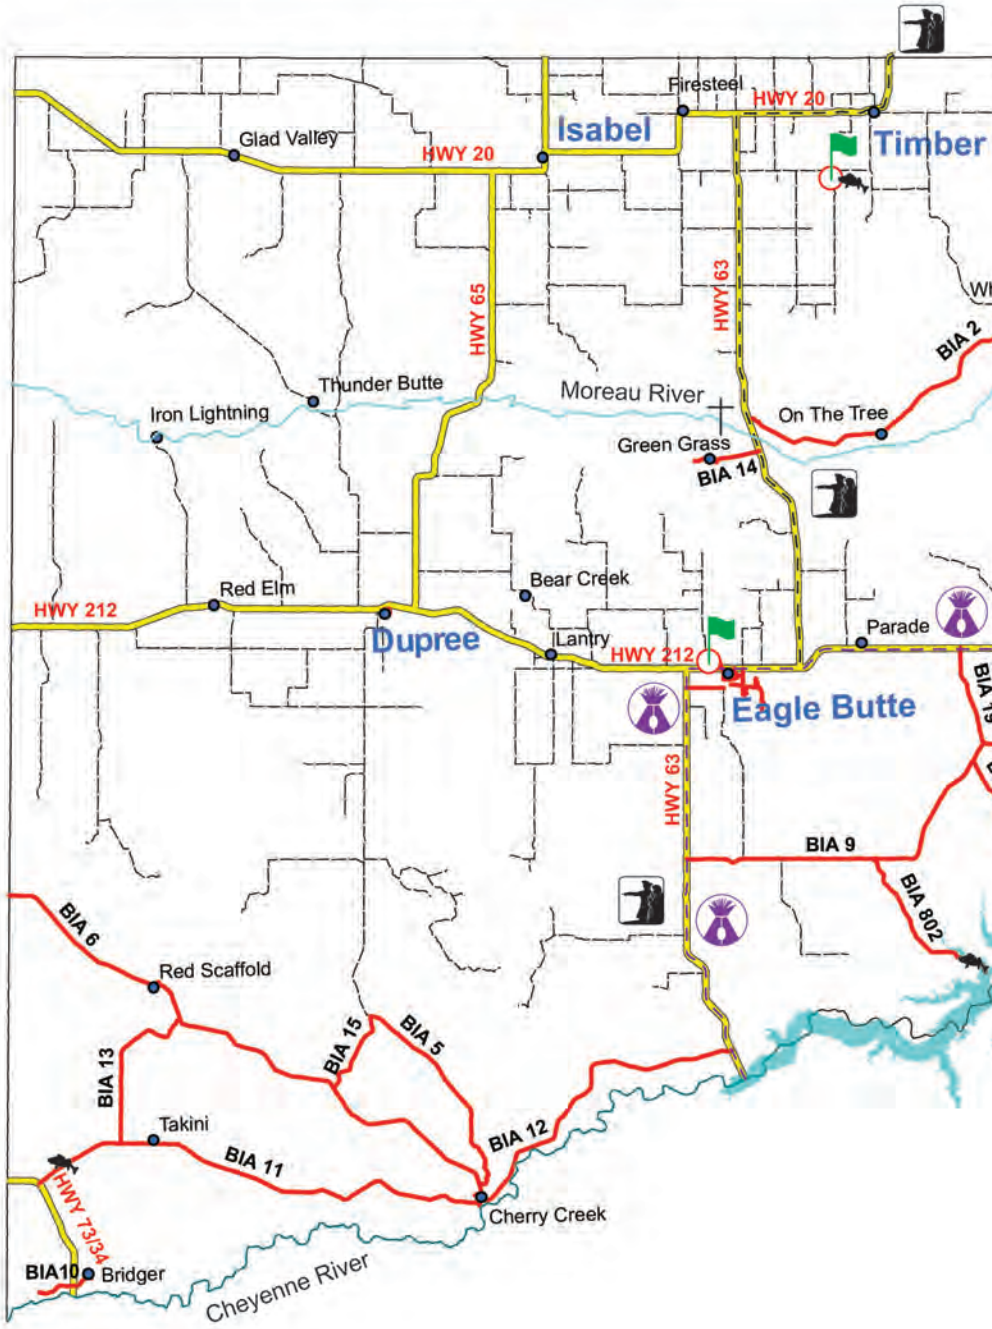 Firesteel
HWY 20
Isabel
Timber
Glad Valley
HWY 20
HWY 63
HWY 65
BIA 2
Thunder Butte
Moreau River
Iron Lightning
On The Tree
Green Grass
BIA 14
Bear Creek
Red Elm
HWY 212
Dupree
Lantry
HWY 212
Parade
Eagle Butte
BIA 19
HWY 63
BIA 9
BIA 802
BIA 6
Red Scaffold
BIA 15
BIA 5
BIA 13
Takini
BIA 12
BIA 11
HWY 73/34
Cherry Creek
BIA10
Bridger
Cheyenne River